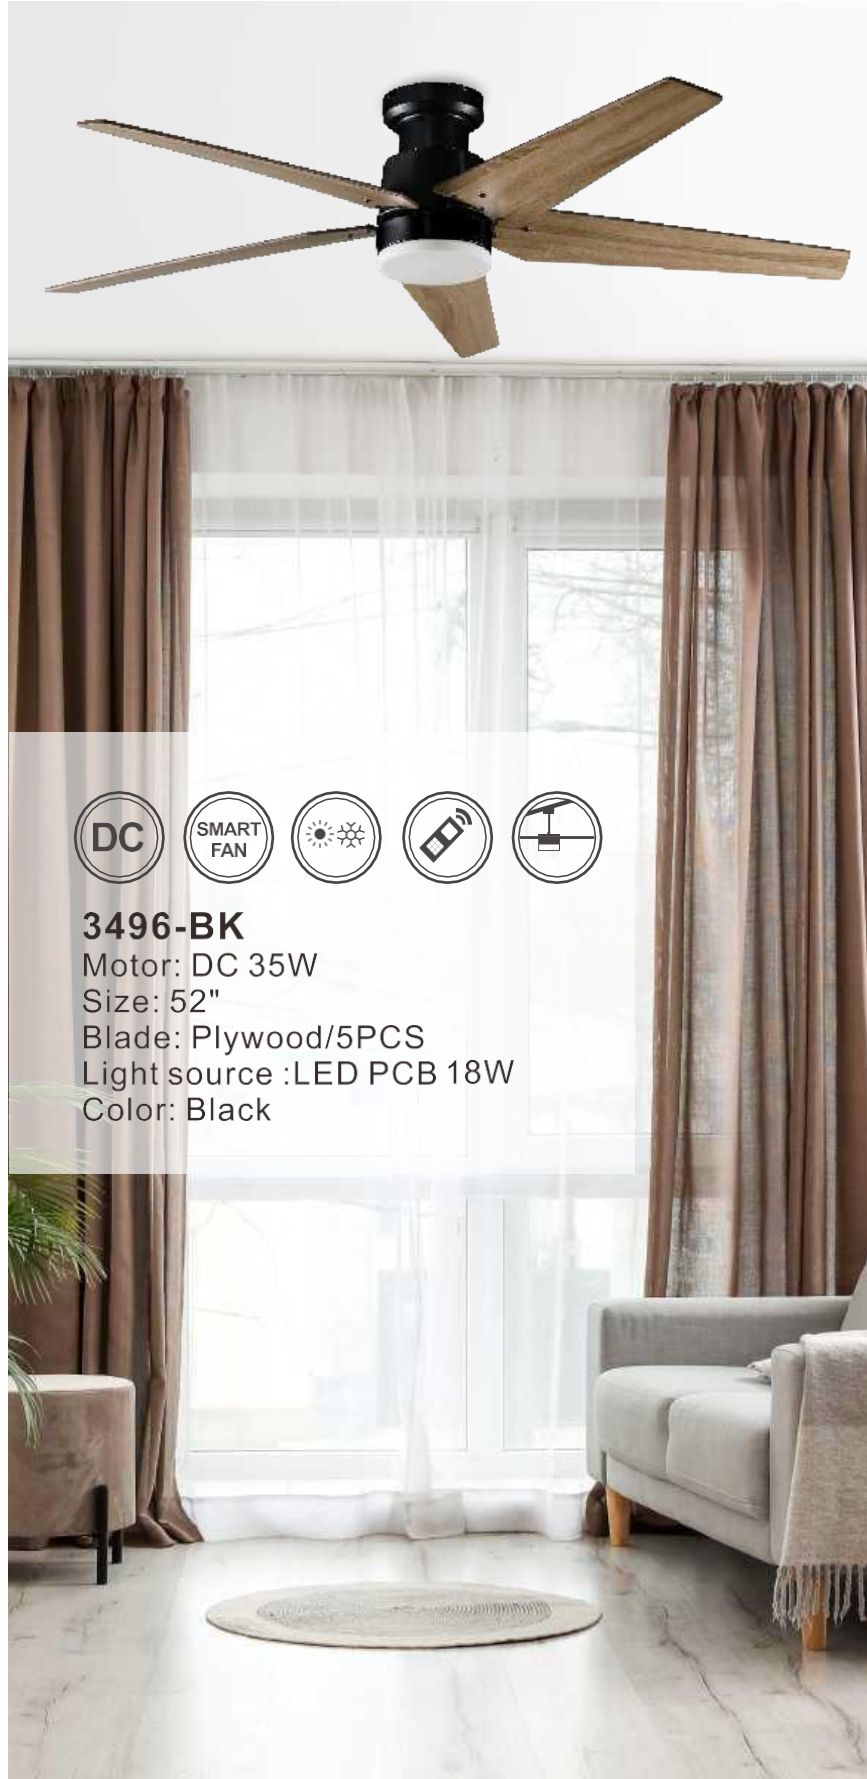 DC
SMART
FAN
3496-BK
Motor: DC 35W
Size: 52"
Blade: Plywood/5PCS
Light source :LED PCB 18W
Color: Black